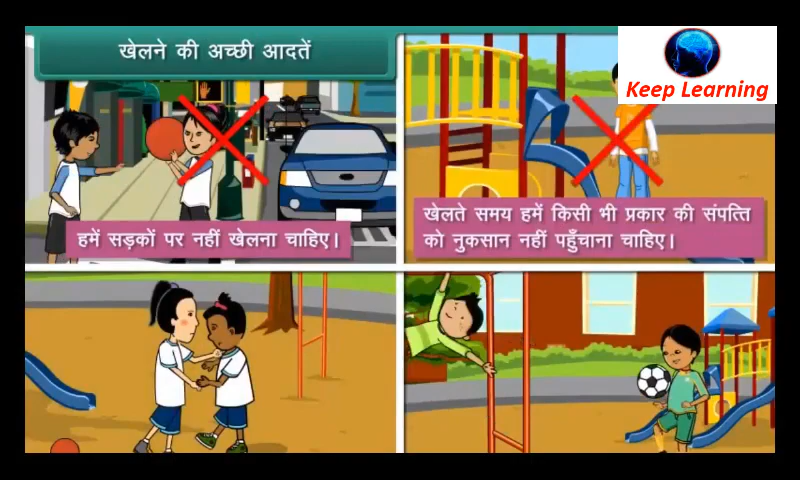 खेलने की अच्छी आदतें
Keep Learning
हमें सड़कों पर नहीं खेलना चाहिए।
खेलते समय हमें किसी भी प्रकार की संपत्ति
को नुकसान नहीं पहुँचाना चाहिए।